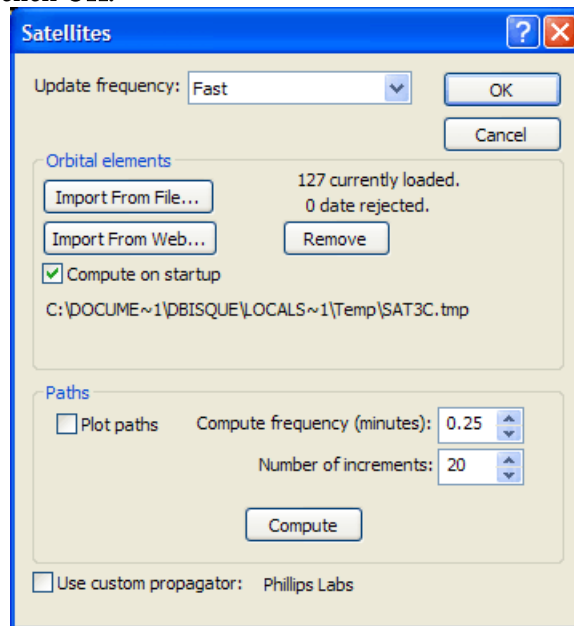 Satellites
Update frequency: Fast
OK
Cancel
Orbital elements
Import From File...
127 currently loaded.
0 date rejected.
Import From Web...
Remove
Compute on startup
C:\DOCUME~1\DBISQUE\LOCALS~1\Temp\SAT3C.tmp
Paths
Plot paths
Compute frequency (minutes): 0.25
Number of increments: 20
Compute
Use custom propagator: Phillips Labs